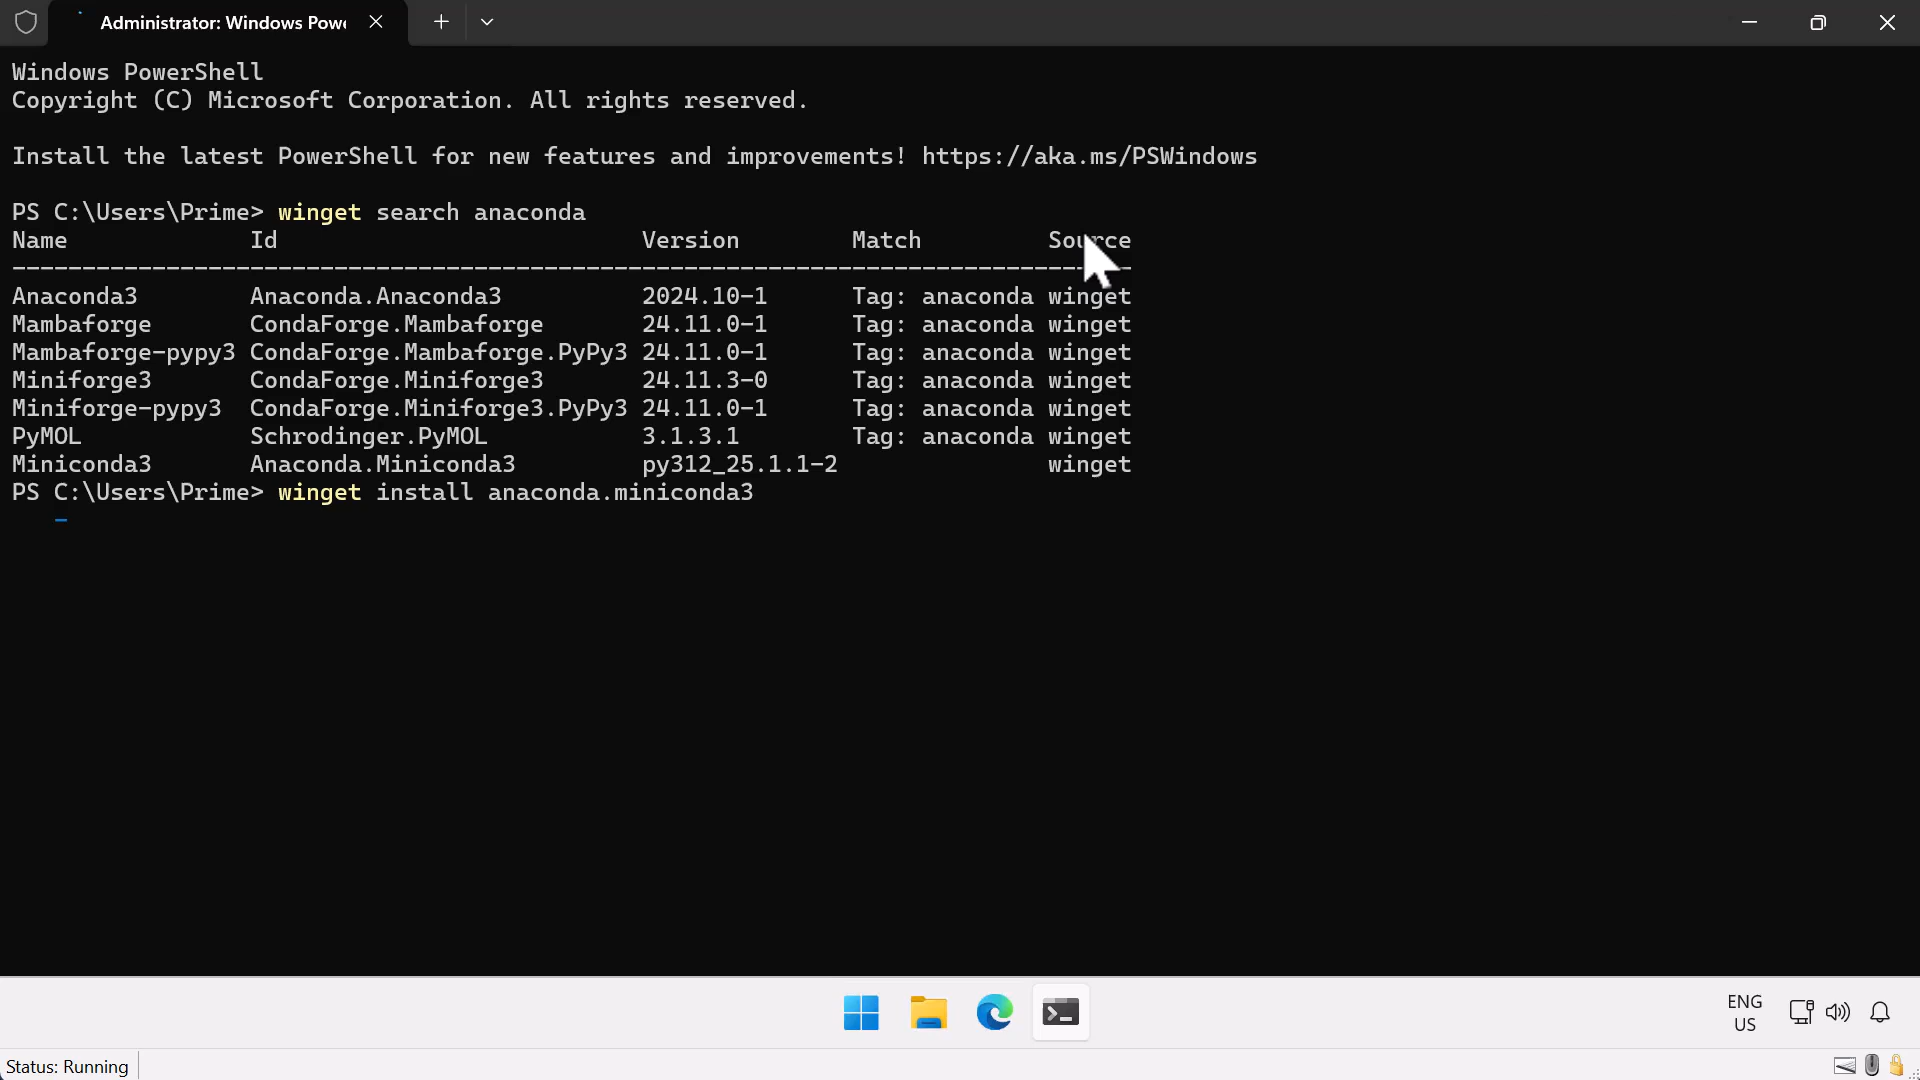 Administrator: Windows Powe
Windows PowerShell
Copyright (C) Microsoft Corporation. All rights reserved.
Install the latest PowerShell for new features and improvements! https://aka.ms/PSWindows
PS C:\Users\Prime> winget search anaconda
Name Id Version Match Source
--------------------------------------------------------------------------------
Anaconda3 Anaconda.Anaconda3 2024.10-1 Tag: anaconda winget
Mambaforge CondaForge.Mambaforge 24.11.0-1 Tag: anaconda winget
Mambaforge-pypy3 CondaForge.Mambaforge.PyPy3 24.11.0-1 Tag: anaconda winget
Miniforge3 CondaForge.Miniforge3 24.11.3-0 Tag: anaconda winget
Miniforge-pypy3 CondaForge.Miniforge3.PyPy3 24.11.0-1 Tag: anaconda winget
PyMOL Schrodinger.PyMOL 3.1.3.1 Tag: anaconda winget
Miniconda3 Anaconda.Miniconda3 py312_25.1.1-2 winget
PS C:\Users\Prime> winget install anaconda.miniconda3
ENG
US
Status: Running